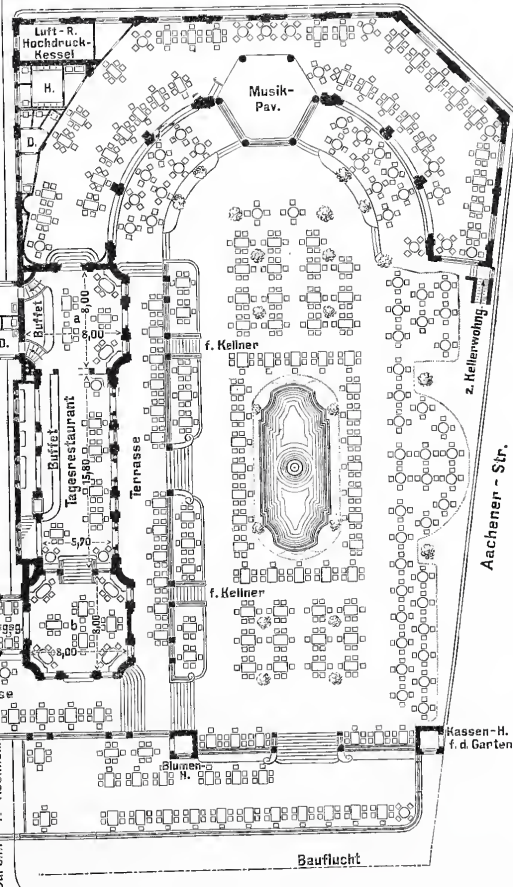 Luft-R.
Hochdruck-
Kessel
H.
D.
Musik-
Pav.
Buffet
a
8,00
8,00
D.
f. Kellner
z. Kellerwohng.
Buffet
Tagesrestaurant
15,80
Terrasse
5,70
Aachener-Str.
f. Kellner
b
8,00
8,00
se
Blumen-
H.
Kassen-H.
f. d. Garten
Bauflucht